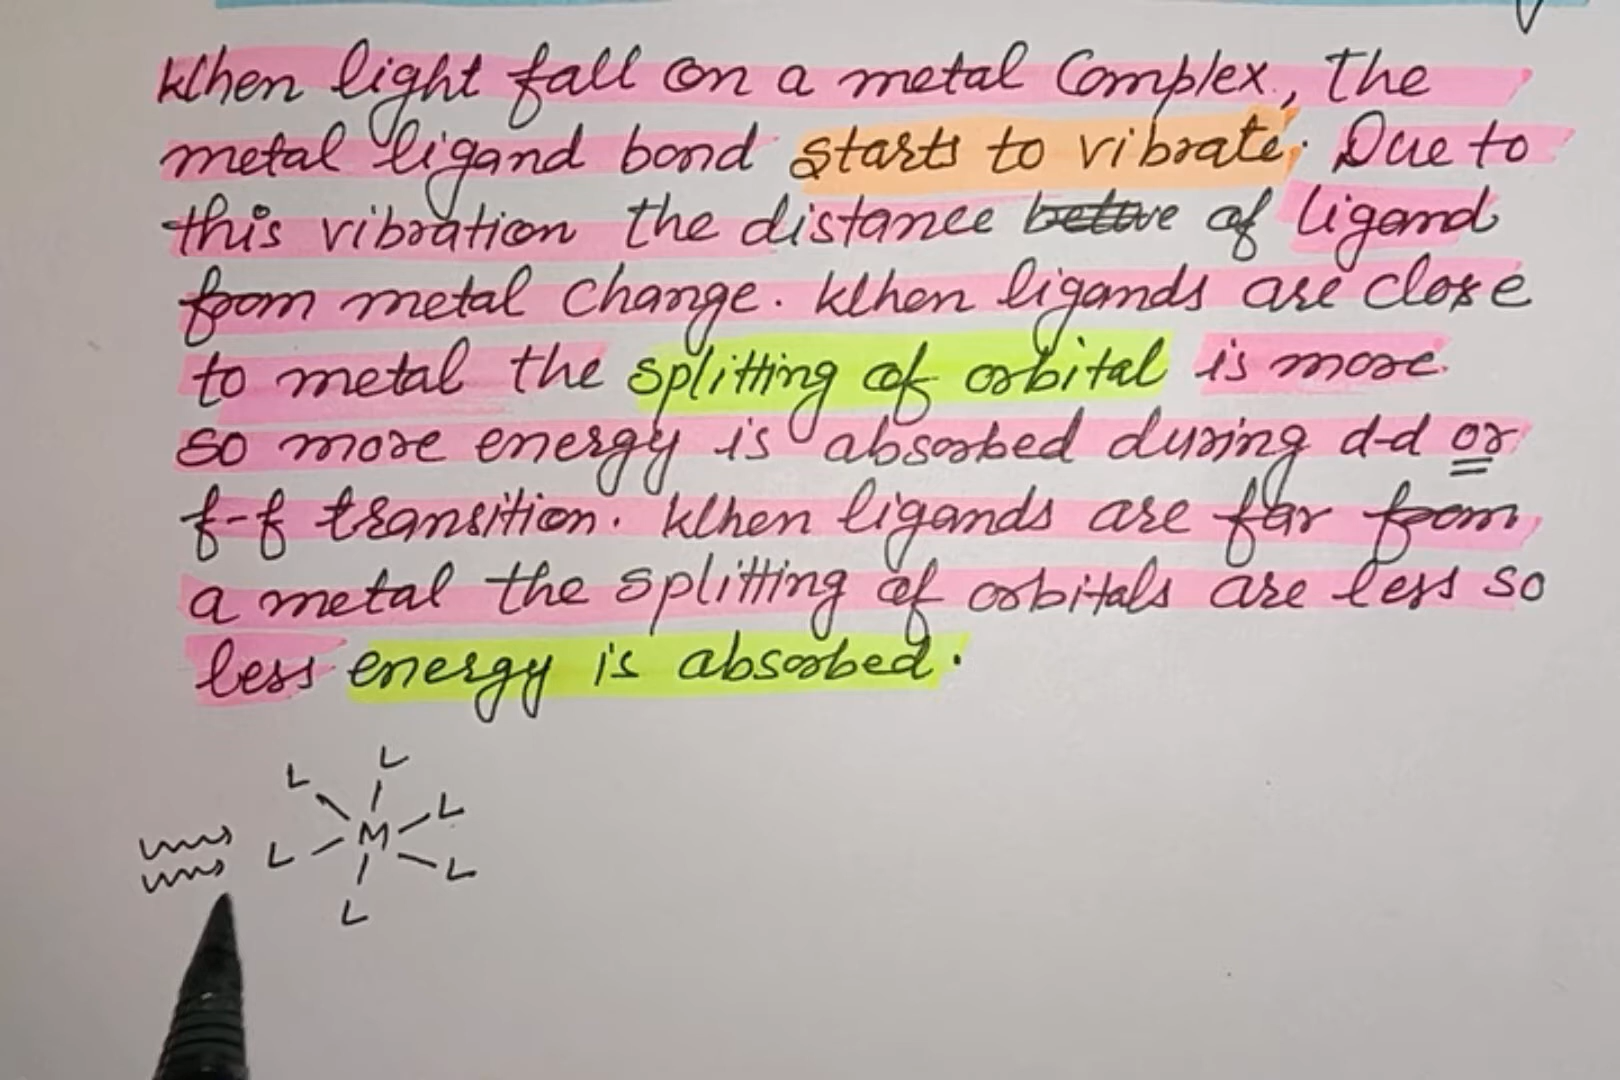 When light fall on a metal Complex, the
metal ligand bond starts to vibrate. Due to
this vibration the distance of ligand
from metal change. When ligands are close
to metal the splitting of orbital is more.
so more energy is absorbed during d-d or
f-f transition. When ligands are far from
a metal the splitting of orbitals are less so
less energy is absorbed.
L L
L
M
L
L
L